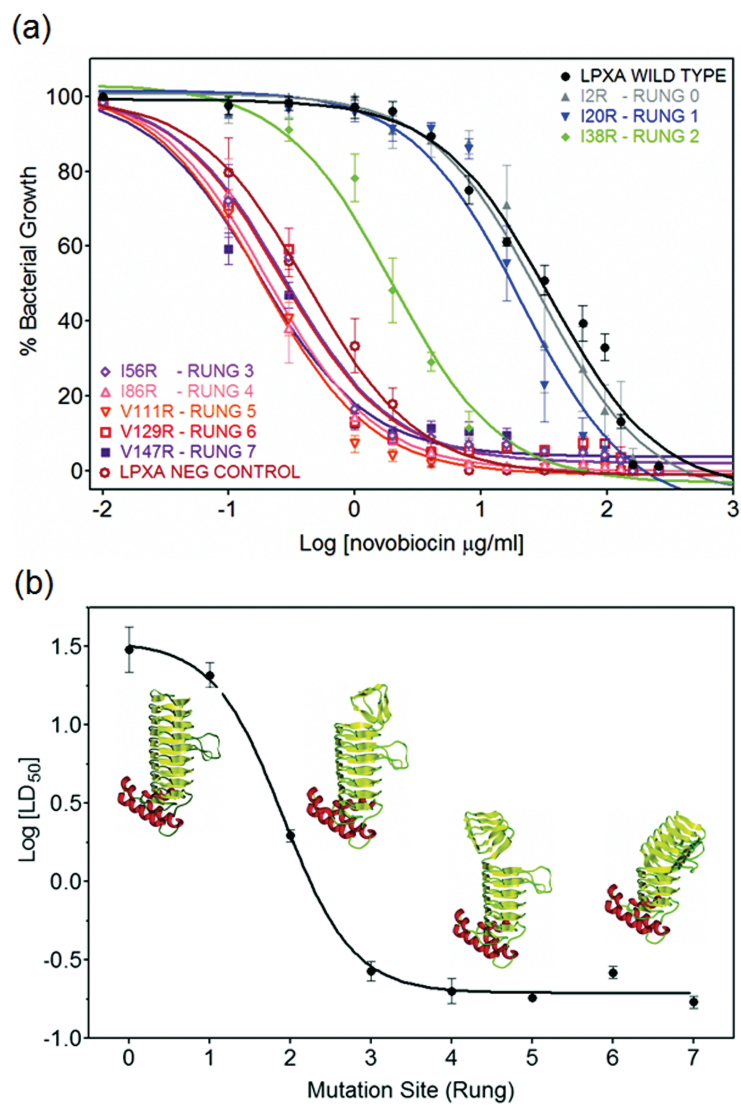 (a)
100
80
60
40
20
0
% Bacterial Growth
LPXA WILD TYPE
I2R - RUNG 0
I20R - RUNG 1
I38R - RUNG 2
I56R - RUNG 3
I86R - RUNG 4
V111R - RUNG 5
V129R - RUNG 6
V147R - RUNG 7
LPXA NEG CONTROL
-2 -1 0 1 2 3
Log [novobiocin µg/ml]
(b)
1.5
1.0
0.5
0.0
-0.5
-1.0
Log [LD50]
0 1 2 3 4 5 6 7
Mutation Site (Rung)